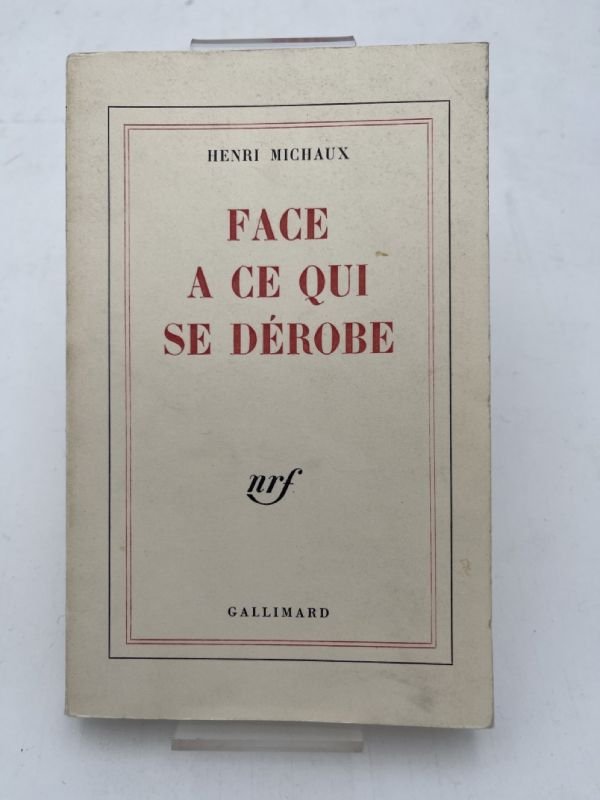 HENRI MICHAUX
FACE
A CE QUI
SE DÉROBE
nrf
GALLIMARD